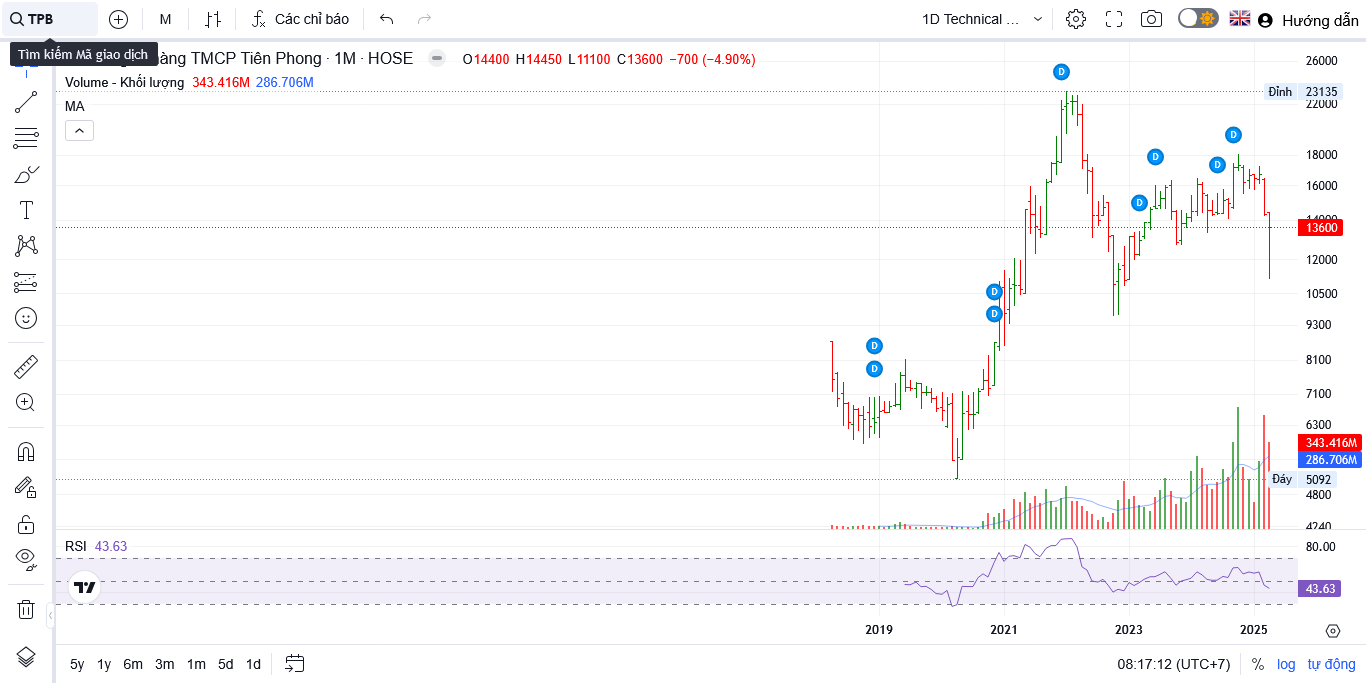 TPB
M
Các chỉ báo
1D Technical ...
Hướng dẫn
Tìm kiếm Mã giao dịch
àng TMCP Tiên Phong · 1M · HOSE
O14400 H14450 L11100 C13600 −700 (−4.90%)
Volume - Khối lượng 343.416M 286.706M
MA
D
D
D
D
D
D
D
D
D
26000
Đỉnh 23135
22000
18000
16000
14000
13600
12000
10500
9300
8100
7100
6300
343.416M
286.706M
Đáy 5092
4800
4240
RSI 43.63
80.00
43.63
2019 2021 2023 2025
5y 1y 6m 3m 1m 5d 1d
08:17:12 (UTC+7) % log tự động